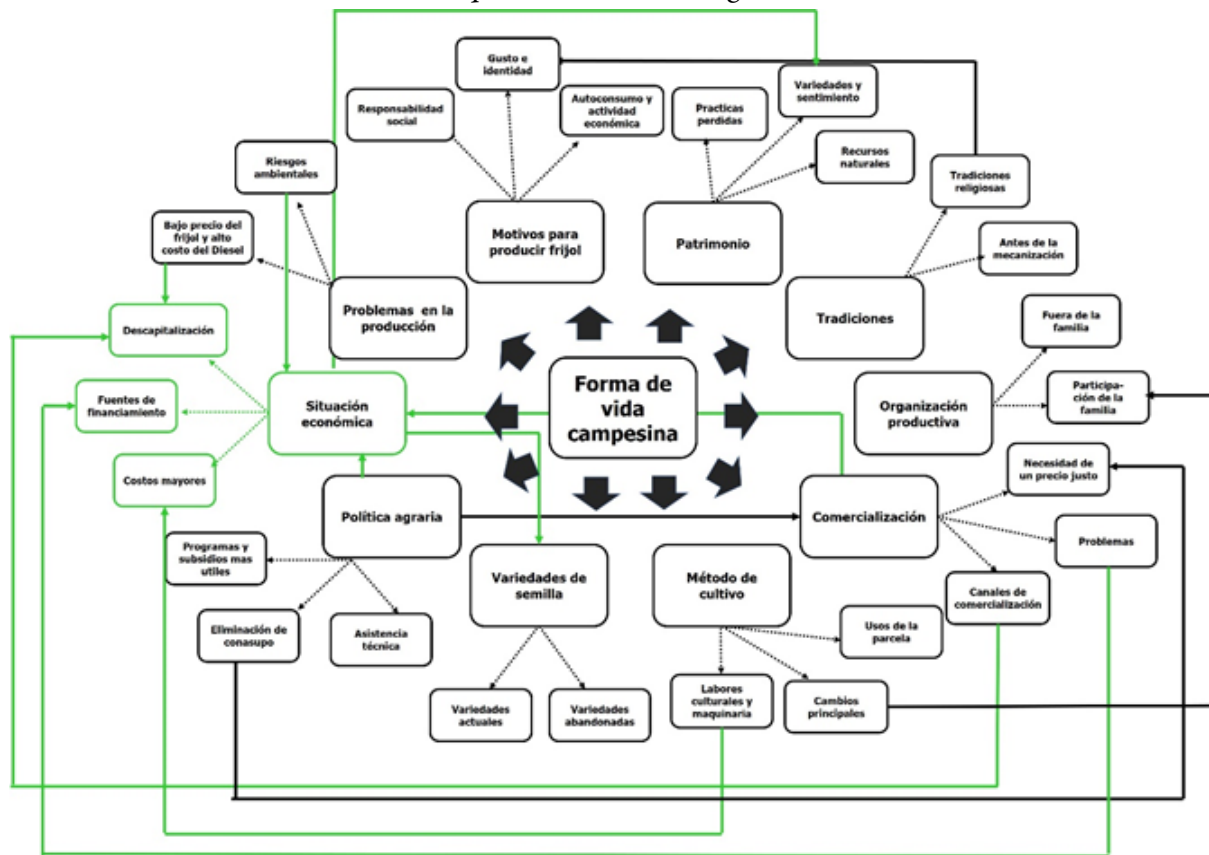 Gusto e
identidad
Variedades y
sentimiento
Responsabilidad
social
Autoconsumo y
actividad
económica
Practicas
perdidas
Riesgos
ambientales
Recursos
naturales
Tradiciones
religiosas
Bajo precio del
frijol y alto
costo del Diesel
Motivos para
producir frijol
Patrimonio
Antes de la
mecanización
Problemas en la
producción
Tradiciones
Descapitalización
Fuera de la
familia
Fuentes de
financiamiento
Situación
económica
Forma de
vida
campesina
Organización
productiva
Participa-
ción de la
familia
Costos mayores
Necesidad de
un precio justo
Política agraria
Comercialización
Problemas
Programas y
subsidios mas
utiles
Variedades de
semilla
Método de
cultivo
Canales de
comercialización
Eliminación de
conasupo
Asistencia
técnica
Usos de la
parcela
Variedades
actuales
Variedades
abandonadas
Labores
culturales y
maquinaria
Cambios
principales